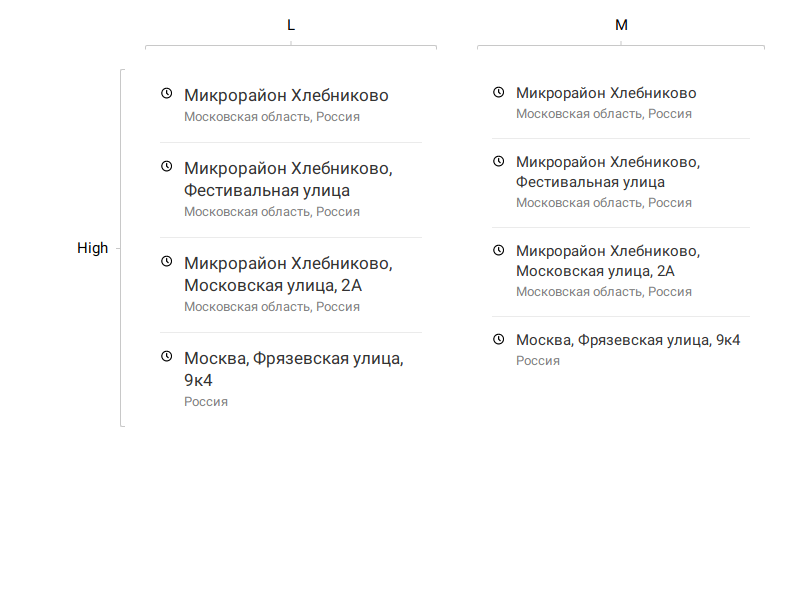 L
M
High
Микрорайон Хлебниково
Московская область, Россия
Микрорайон Хлебниково,
Фестивальная улица
Московская область, Россия
Микрорайон Хлебниково,
Московская улица, 2А
Московская область, Россия
Москва, Фрязевская улица,
9к4
Россия
Микрорайон Хлебниково
Московская область, Россия
Микрорайон Хлебниково,
Фестивальная улица
Московская область, Россия
Микрорайон Хлебниково,
Московская улица, 2А
Московская область, Россия
Москва, Фрязевская улица, 9к4
Россия